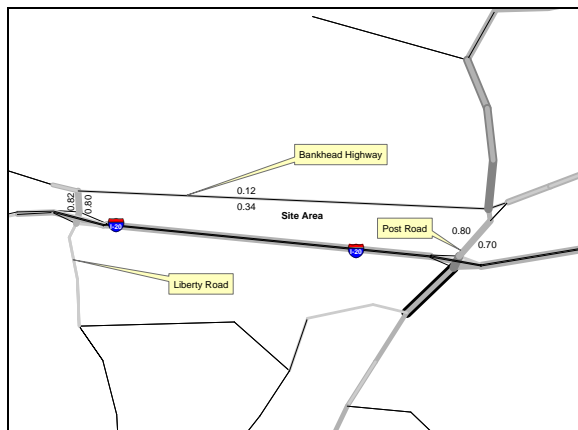 Bankhead Highway
0.12
0.82
0.80
0.34
Site Area
I-20
Post Road
0.80
0.70
I-20
Liberty Road